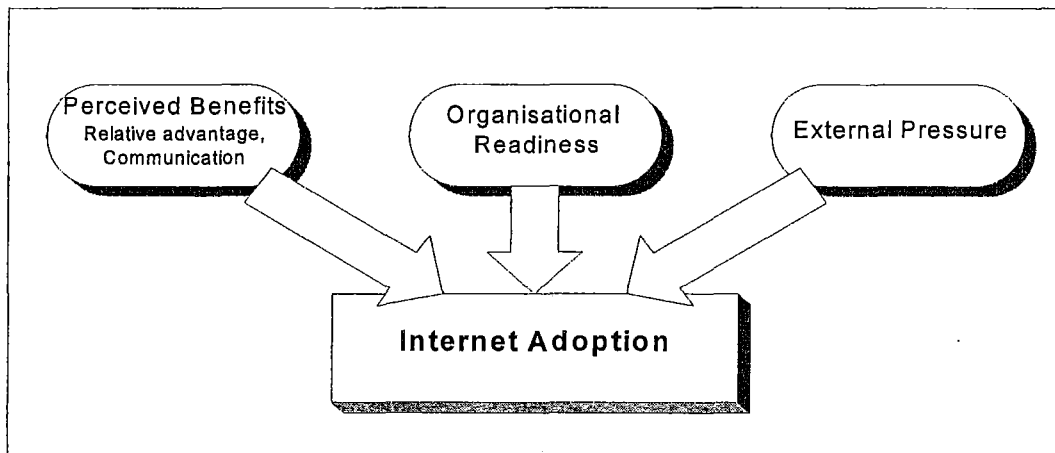 Perceived Benefits
Relative advantage,
Communication
Organisational
Readiness
External Pressure
Internet Adoption